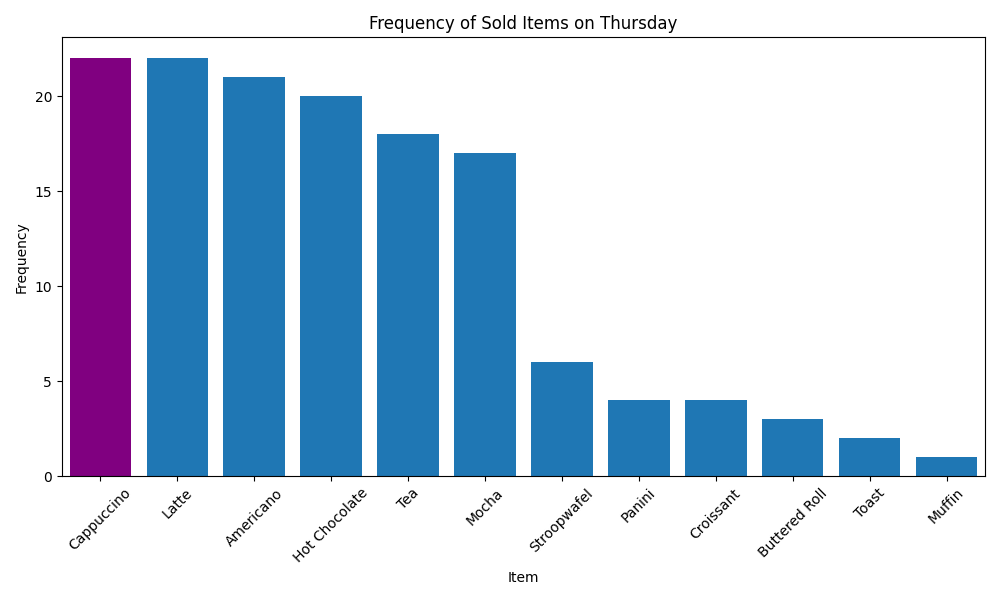 Frequency of Sold Items on Thursday
Frequency
20
15
10
5
0
Cappuccino
Latte
Americano
Hot Chocolate
Tea
Mocha
Stroopwafel
Panini
Croissant
Buttered Roll
Toast
Muffin
Item